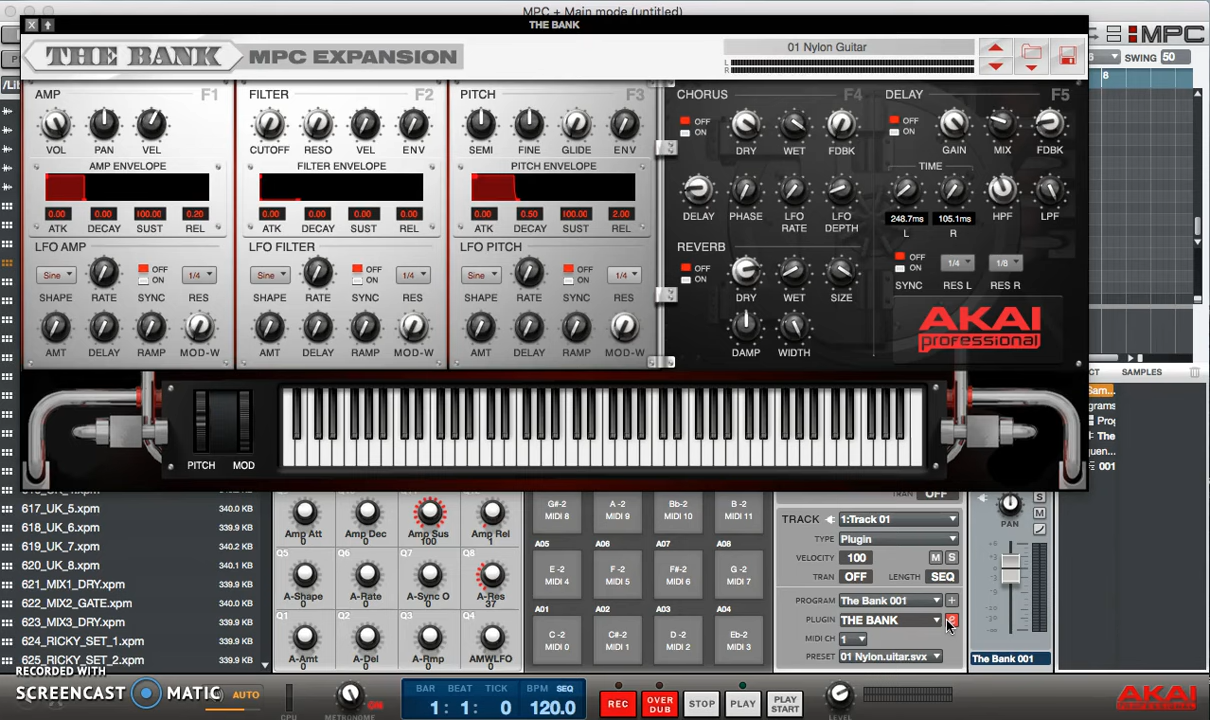 MPC + Main mode (untitled)
THE BANK
THE BANK MPC EXPANSION
01 Nylon Guitar
L
R
MPC
SWING 50
8
AMP F1
FILTER F2
PITCH F3
CHORUS F4
DELAY F5
VOL PAN VEL
CUTOFF RESO VEL ENV
SEMI FINE GLIDE ENV
OFF
ON
DRY WET FDBK
OFF
ON
GAIN MIX FDBK
AMP ENVELOPE
FILTER ENVELOPE
PITCH ENVELOPE
TIME
0.00 0.00 100.00 0.20
ATK DECAY SUST REL
0.00 0.00 0.00 0.00
ATK DECAY SUST REL
0.00 0.50 100.00 2.00
ATK DECAY SUST REL
DELAY PHASE LFO RATE LFO DEPTH
248.7ms 105.1ms
L R
HPF LPF
LFO AMP
LFO FILTER
LFO PITCH
REVERB
Sine OFF ON 1/4
SHAPE RATE SYNC RES
Sine OFF ON 1/4
SHAPE RATE SYNC RES
Sine OFF ON 1/4
SHAPE RATE SYNC RES
OFF
ON
DRY WET SIZE
OFF
ON
1/4 1/8
SYNC RES L RES R
AMT DELAY RAMP MOD-W
AMT DELAY RAMP MOD-W
AMT DELAY RAMP MOD-W
DAMP WIDTH
AKAI
professional
PITCH MOD
SAMPLES
617_UK_5.xpm 340.0 KB
618_UK_6.xpm 339.9 KB
619_UK_7.xpm 340.2 KB
620_UK_8.xpm 340.1 KB
621_MIX1_DRY.xpm 339.9 KB
622_MIX2_GATE.xpm 340.0 KB
623_MIX3_DRY.xpm 339.9 KB
624_RICKY_SET_1.xpm 339.9 KB
625_RICKY_SET_2.xpm 339.9 KB
Amp Att 0
Amp Dec 0
Amp Sus 100
Amp Rel 1
Q5 Q6 Q7 Q8
A-Shape 0
A-Rate 0
A-Sync O 0
A-Res 37
Q1 Q2 Q3 Q4
A-Amt 0
A-Del 0
A-Rmp 0
AMWLFO 0
G#-2 MIDI 8
A -2 MIDI 9
Bb-2 MIDI 10
B -2 MIDI 11
A05 A06 A07 A08
E -2 MIDI 4
F -2 MIDI 5
F#-2 MIDI 6
G -2 MIDI 7
A01 A02 A03 A04
C -2 MIDI 0
C#-2 MIDI 1
D -2 MIDI 2
Eb-2 MIDI 3
TRAN OFF
TRACK 1:Track 01
TYPE Plugin
VELOCITY 100 M S
TRAN OFF LENGTH SEQ
PROGRAM The Bank 001 +
PLUGIN THE BANK
MIDI CH 1
PRESET 01 Nylon.uitar.svx
PAN
S
M
The Bank 001
RECORDED WITH
SCREENCAST MATIC
AUTO
CPU
METRONOME
BAR BEAT TICK BPM SEQ
1: 1: 0 120.0
REC
OVER DUB
STOP
PLAY
PLAY START
LEVEL
AKAI